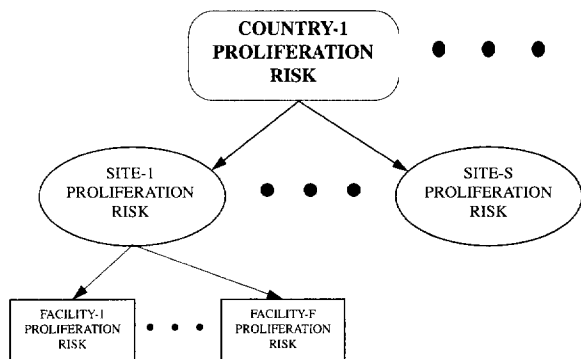 COUNTRY-1
PROLIFERATION
RISK
SITE-1
PROLIFERATION
RISK
SITE-S
PROLIFERATION
RISK
FACILITY-1
PROLIFERATION
RISK
FACILITY-F
PROLIFERATION
RISK